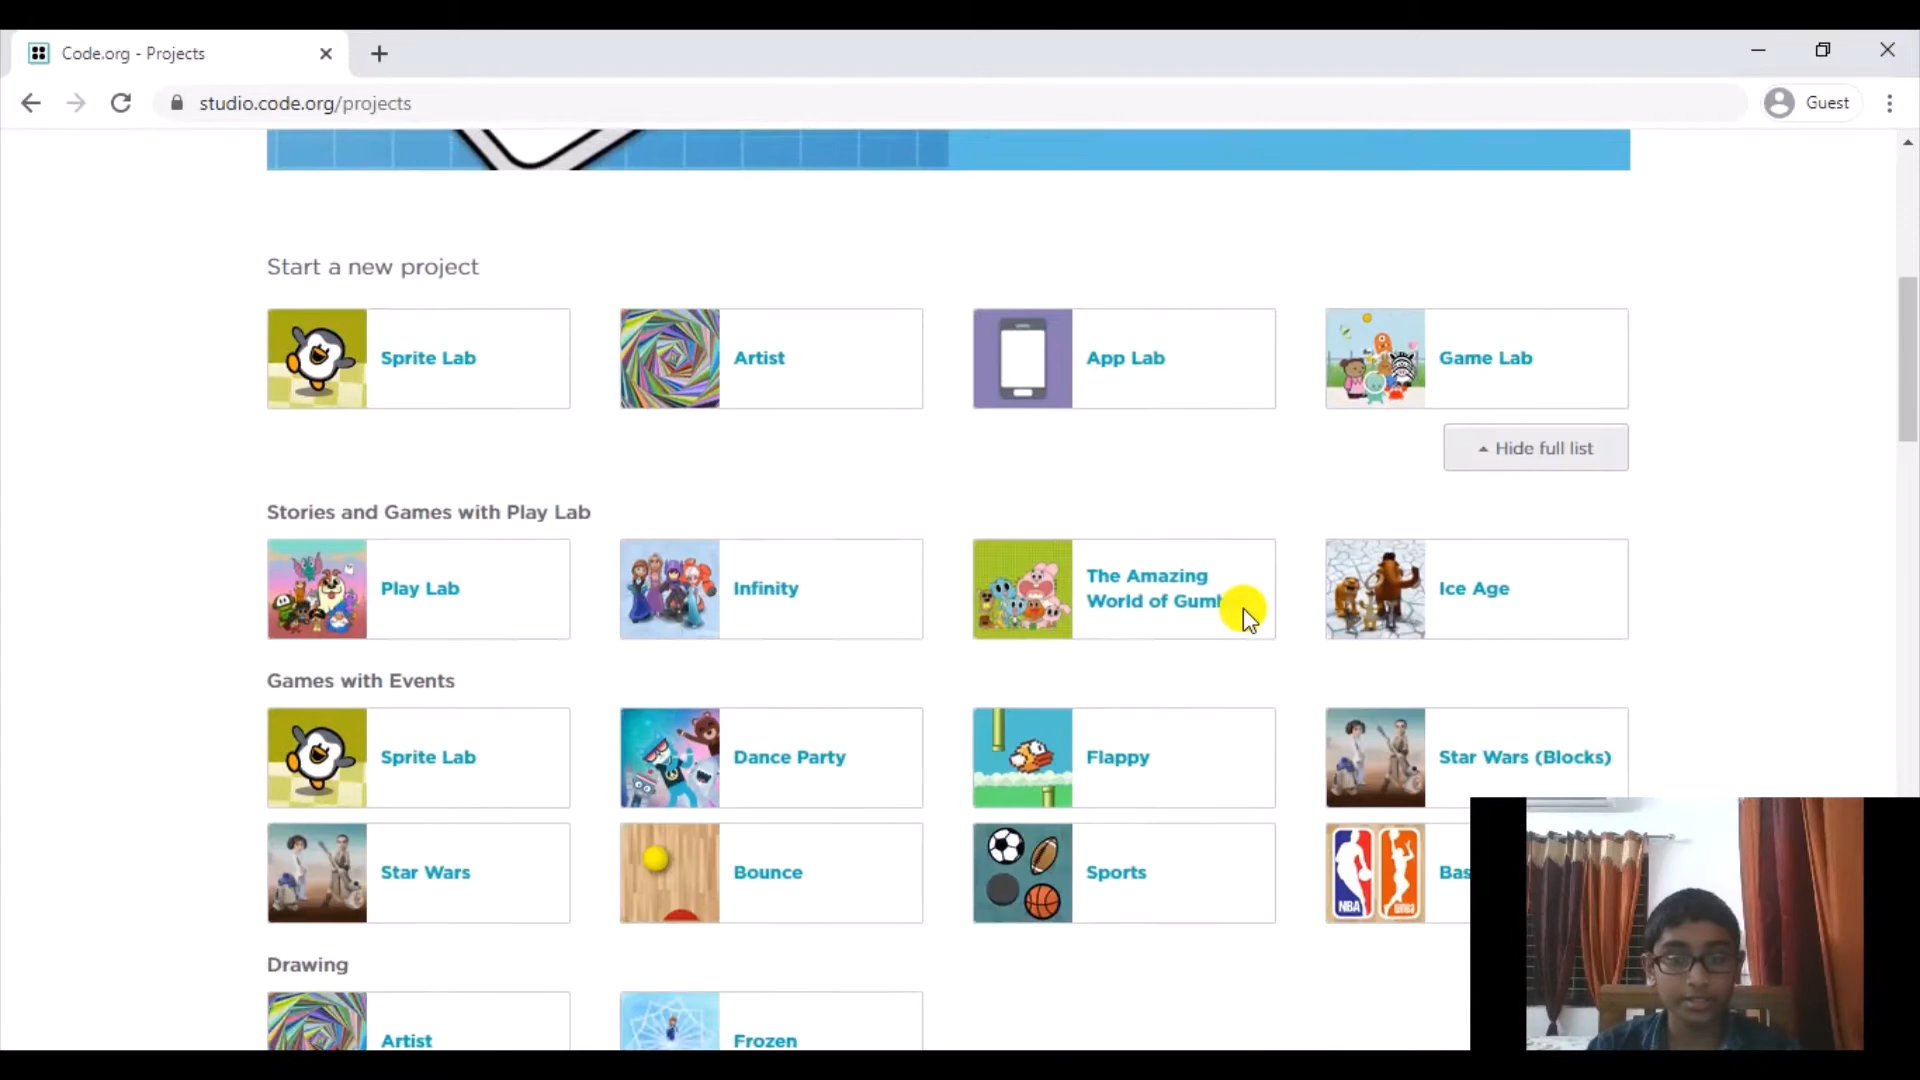 Code.org - Projects
studio.code.org/projects
Guest
Start a new project
Sprite Lab
Artist
App Lab
Game Lab
Hide full list
Stories and Games with Play Lab
Play Lab
Infinity
The Amazing
World of
Ice Age
Games with Events
Sprite Lab
Dance Party
Flappy
Star Wars (Blocks)
Star Wars
Bounce
Sports
NBA
Drawing
Artist
Frozen